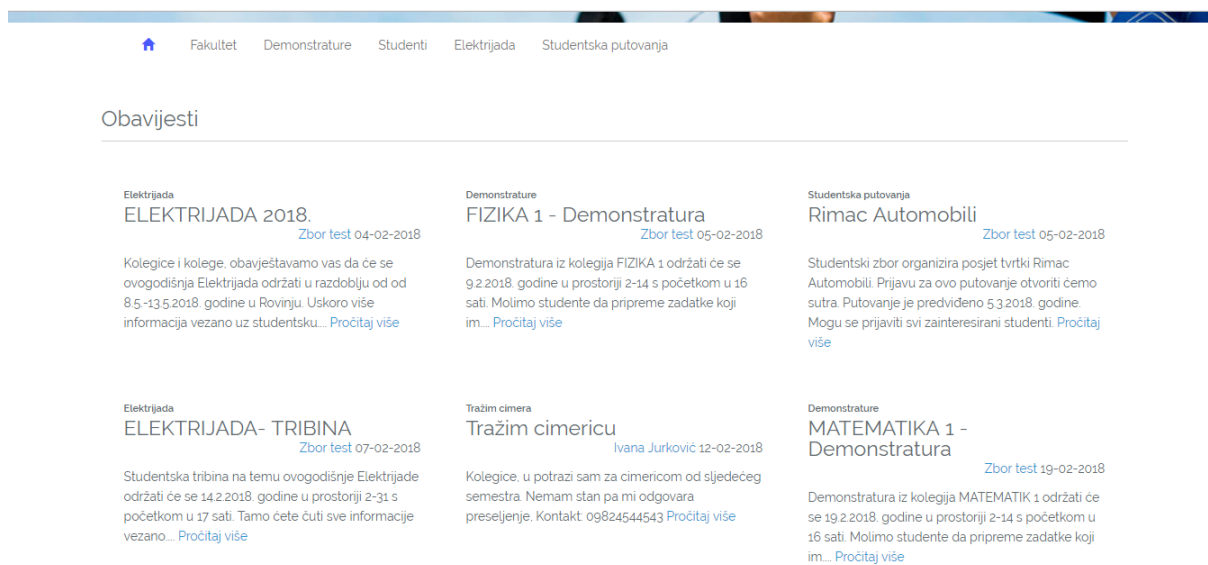 Fakultet Demonstrature Studenti Elektrijada Studentska putovanja
Obavijesti
Elektrijada
ELEKTRIJADA 2018.
Zbor test 04-02-2018
Kolegice i kolege, obavještavamo vas da će se
ovogodišnja Elektrijada održati u razdoblju od od
8.5.-13.5.2018. godine u Rovinju. Uskoro više
informacija vezano uz studentsku.... Pročitaj više
Demonstrature
FIZIKA 1 - Demonstratura
Zbor test 05-02-2018
Demonstratura iz kolegija FIZIKA 1 održati će se
9.2.2018. godine u prostoriji 2-14 s početkom u 16
sati. Molimo studente da pripreme zadatke koji
im.... Pročitaj više
Studentska putovanja
Rimac Automobili
Zbor test 05-02-2018
Studentski zbor organizira posjet tvrtki Rimac
Automobili. Prijavu za ovo putovanje otvoriti ćemo
sutra. Putovanje je predviđeno 5.3.2018. godine.
Mogu se prijaviti svi zainteresirani studenti. Pročitaj
više
Elektrijada
ELEKTRIJADA- TRIBINA
Zbor test 07-02-2018
Studentska tribina na temu ovogodišnje Elektrijade
održati će se 14.2.2018. godine u prostoriji 2-31 s
početkom u 17 sati. Tamo ćete čuti sve informacije
vezano.... Pročitaj više
Tražim cimera
Tražim cimericu
Ivana Jurković 12-02-2018
Kolegice, u potrazi sam za cimericom od sljedećeg
semestra. Nemam stan pa mi odgovara
preseljenje, Kontakt: 09824544543 Pročitaj više
Demonstrature
MATEMATIKA 1 -
Demonstratura
Zbor test 19-02-2018
Demonstratura iz kolegija MATEMATIK 1 održati će
se 19.2.2018. godine u prostoriji 2-14 s početkom u
16 sati. Molimo studente da pripreme zadatke koji
im.... Pročitaj više